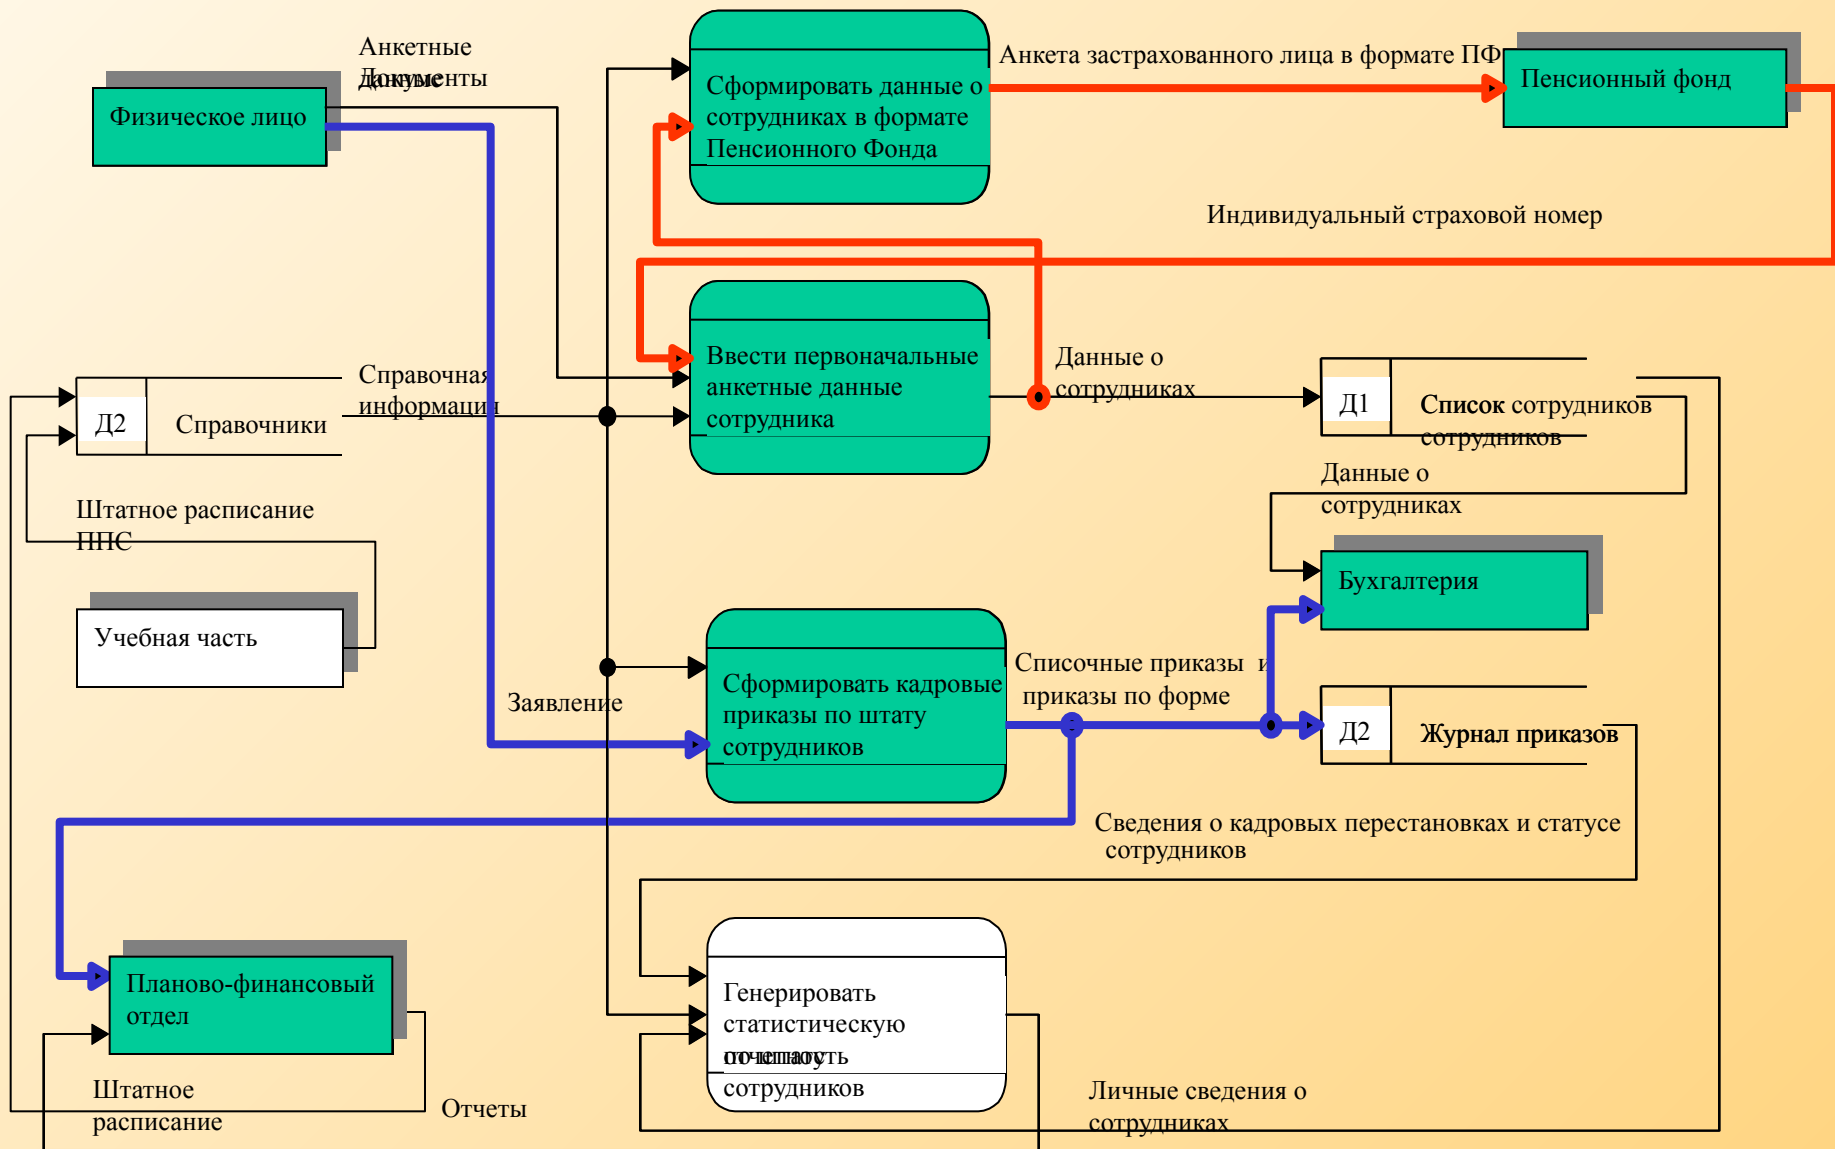 Анкетные
данные
Документы
Физическое лицо
Сформировать данные о
сотрудниках в формате
Пенсионного Фонда
Анкета застрахованного лица в формате ПФ
Пенсионный фонд
Индивидуальный страховой номер
Ввести первоначальные
анкетные данные
сотрудника
Данные о
сотрудниках
Справочная
информация
Д2
Справочники
Д1
Список сотрудников
сотрудников
Данные о
сотрудниках
Штатное расписание
ППС
Бухгалтерия
Учебная часть
Заявление
Сформировать кадровые
приказы по штату
сотрудников
Списочные приказы и
приказы по форме
Д2
Журнал приказов
Сведения о кадровых перестановках и статусе
сотрудников
Планово-финансовый
отдел
Генерировать
статистическую
отчетность
по штату
сотрудников
Штатное
расписание
Отчеты
Личные сведения о
сотрудниках